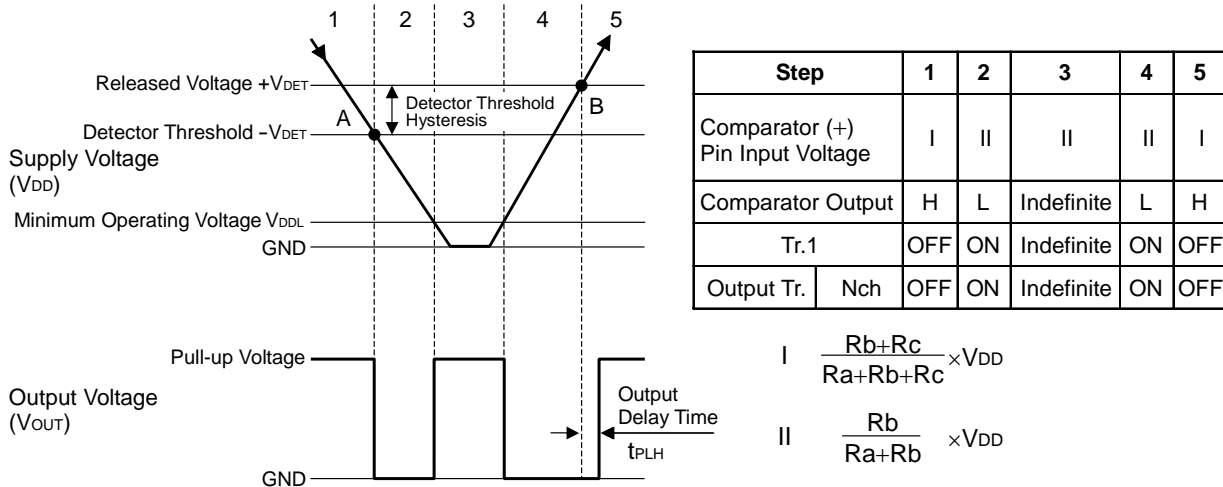 1 2 3 4 5
Released Voltage +VDET
Detector Threshold Hysteresis
A
B
Detector Threshold −VDET
Supply Voltage
(VDD)
Minimum Operating Voltage VDDL
GND
Pull-up Voltage
Output Voltage
(VOUT)
Output
Delay Time
tPLH
GND
Step 1 2 3 4 5
Comparator (+)
Pin Input Voltage I II II II I
Comparator Output H L Indefinite L H
Tr.1 OFF ON Indefinite ON OFF
Output Tr. Nch OFF ON Indefinite ON OFF
I Rb+Rc
Ra+Rb+Rc ×VDD
II Rb
Ra+Rb ×VDD